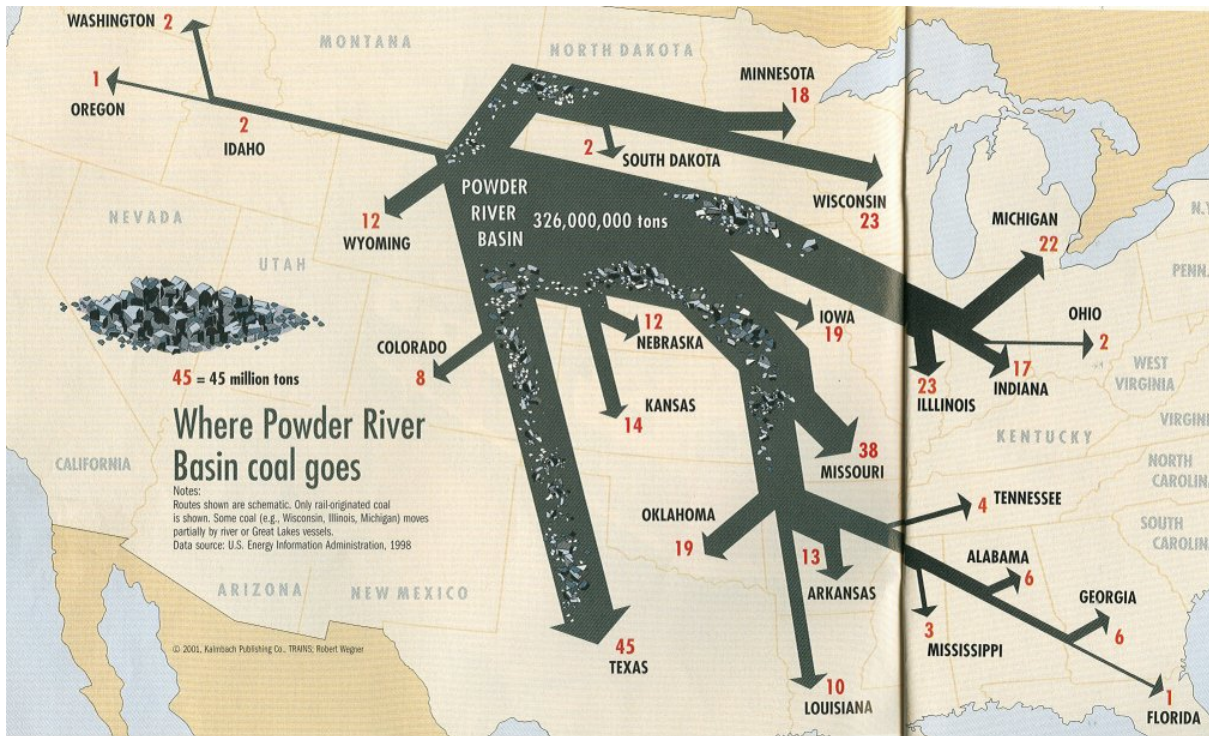 WASHINGTON 2
MONTANA
NORTH DAKOTA
MINNESOTA
18
1
OREGON
2
IDAHO
2
SOUTH DAKOTA
WISCONSIN
23
MICHIGAN
22
N.Y.
PENN.
NEVADA
UTAH
12
WYOMING
POWDER
RIVER
BASIN
326,000,000 tons
OHIO
2
12
NEBRASKA
IOWA
19
COLORADO
8
45 = 45 million tons
17
INDIANA
23
ILLLINOIS
WEST
VIRGINIA
VIRGINI
14
KANSAS
KENTUCKY
38
MISSOURI
Where Powder River
Basin coal goes
Notes:
Routes shown are schematic. Only rail-originated coal
is shown. Some coal (e.g., Wisconsin, Illinois, Michigan) moves
partially by river or Great Lakes vessels.
Data source: U.S. Energy Information Administration, 1998
CALIFORNIA
NORTH
CAROLINA
TENNESSEE
4
OKLAHOMA
19
SOUTH
CAROLINA
13
ARKANSAS
ALABAMA
6
GEORGIA
6
ARIZONA
NEW MEXICO
3
MISSISSIPPI
© 2001, Kalmbach Publishing Co., TRAINS; Robert Wegner
45
TEXAS
10
LOUISIANA
1
FLORIDA